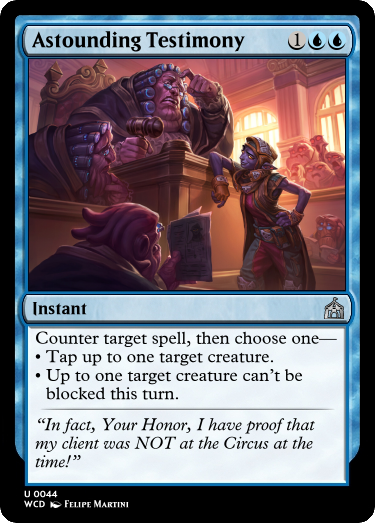 Astounding Testimony 1
Instant
Counter target spell, then choose one—
• Tap up to one target creature.
• Up to one target creature can't be
blocked this turn.
“In fact, Your Honor, I have proof that
my client was NOT at the Circus at the
time!”
U 0044
WCD Felipe Martini